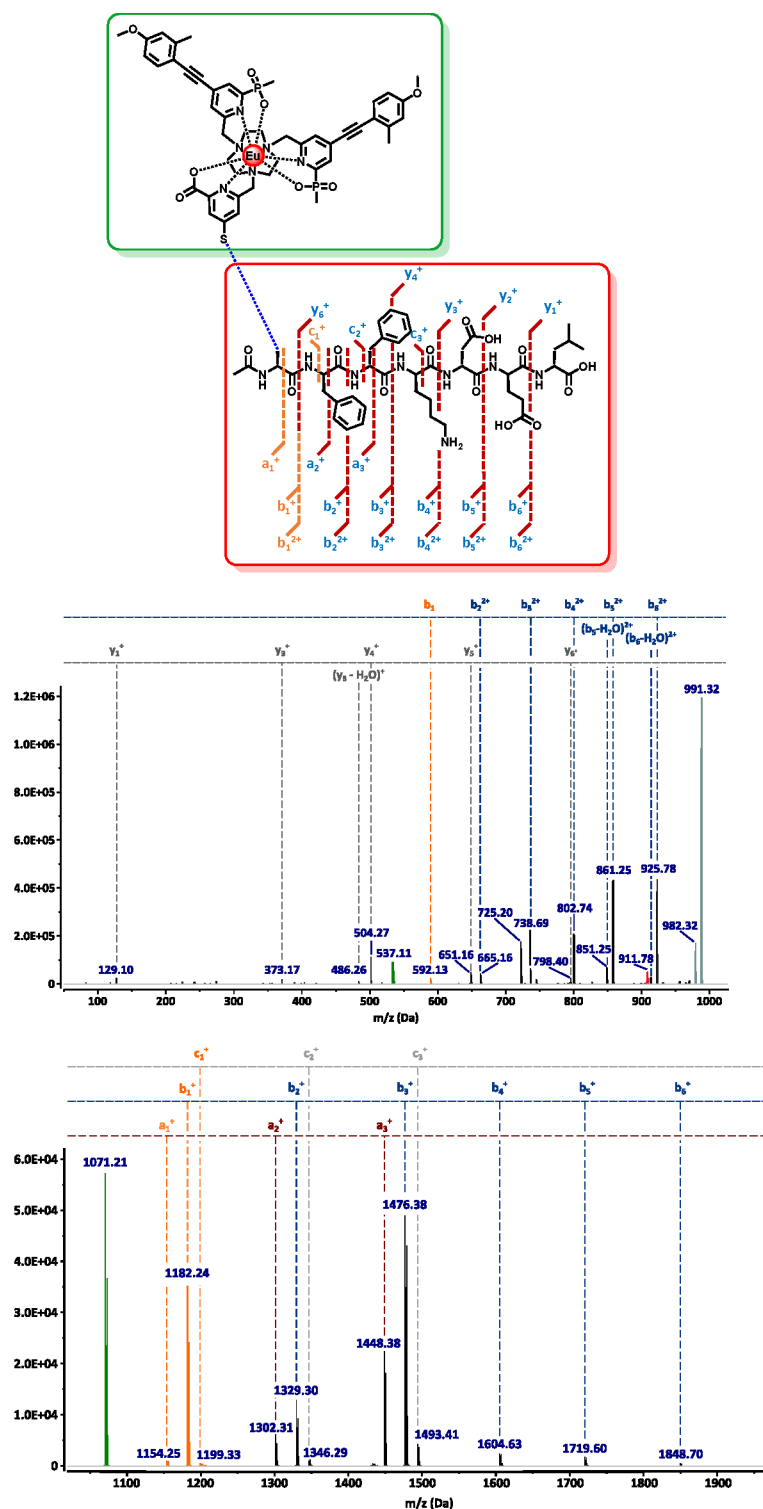 O
O
O
P
O
O
N
N
N
Eu
N
N
O
N
P
O
O
O
N
S
y₄⁺
y₆⁺
c₁⁺
c₂⁺
c₃⁺
y₃⁺
y₂⁺
y₁⁺
O
N
H
O
H
N
O
N
H
O
H
N
O
N
H
O
OH
O
H
N
O
N
H
O
OH
O
HO
NH₂
a₁⁺
a₂⁺
a₃⁺
b₁⁺
b₂⁺
b₃⁺
b₄⁺
b₅⁺
b₆⁺
b₁²⁺
b₂²⁺
b₃²⁺
b₄²⁺
b₅²⁺
b₆²⁺
b₁
b₂²⁺
b₃²⁺
b₄²⁺
b₅²⁺
b₆²⁺
(b₅-H₂O)²⁺
(b₆-H₂O)²⁺
y₁⁺
y₃⁺
y₄⁺
y₅⁺
y₆⁺
(y₅ - H₂O)⁺
1.2E+06
1.0E+06
8.0E+05
6.0E+05
4.0E+05
2.0E+05
0
991.32
861.25
925.78
725.20
738.69
802.74
504.27
537.11
651.16
665.16
798.40
851.25
911.78
982.32
129.10
373.17
486.26
592.13
100 200 300 400 500 600 700 800 900 1000
m/z (Da)
c₁⁺
c₂⁺
c₃⁺
b₁⁺
b₂⁺
b₃⁺
b₄⁺
b₅⁺
b₆⁺
a₁⁺
a₂⁺
a₃⁺
6.0E+04
5.0E+04
4.0E+04
3.0E+04
2.0E+04
1.0E+04
0
1071.21
1476.38
1182.24
1448.38
1329.30
1302.31
1154.25
1199.33
1346.29
1493.41
1604.63
1719.60
1848.70
1100 1200 1300 1400 1500 1600 1700 1800 1900
m/z (Da)